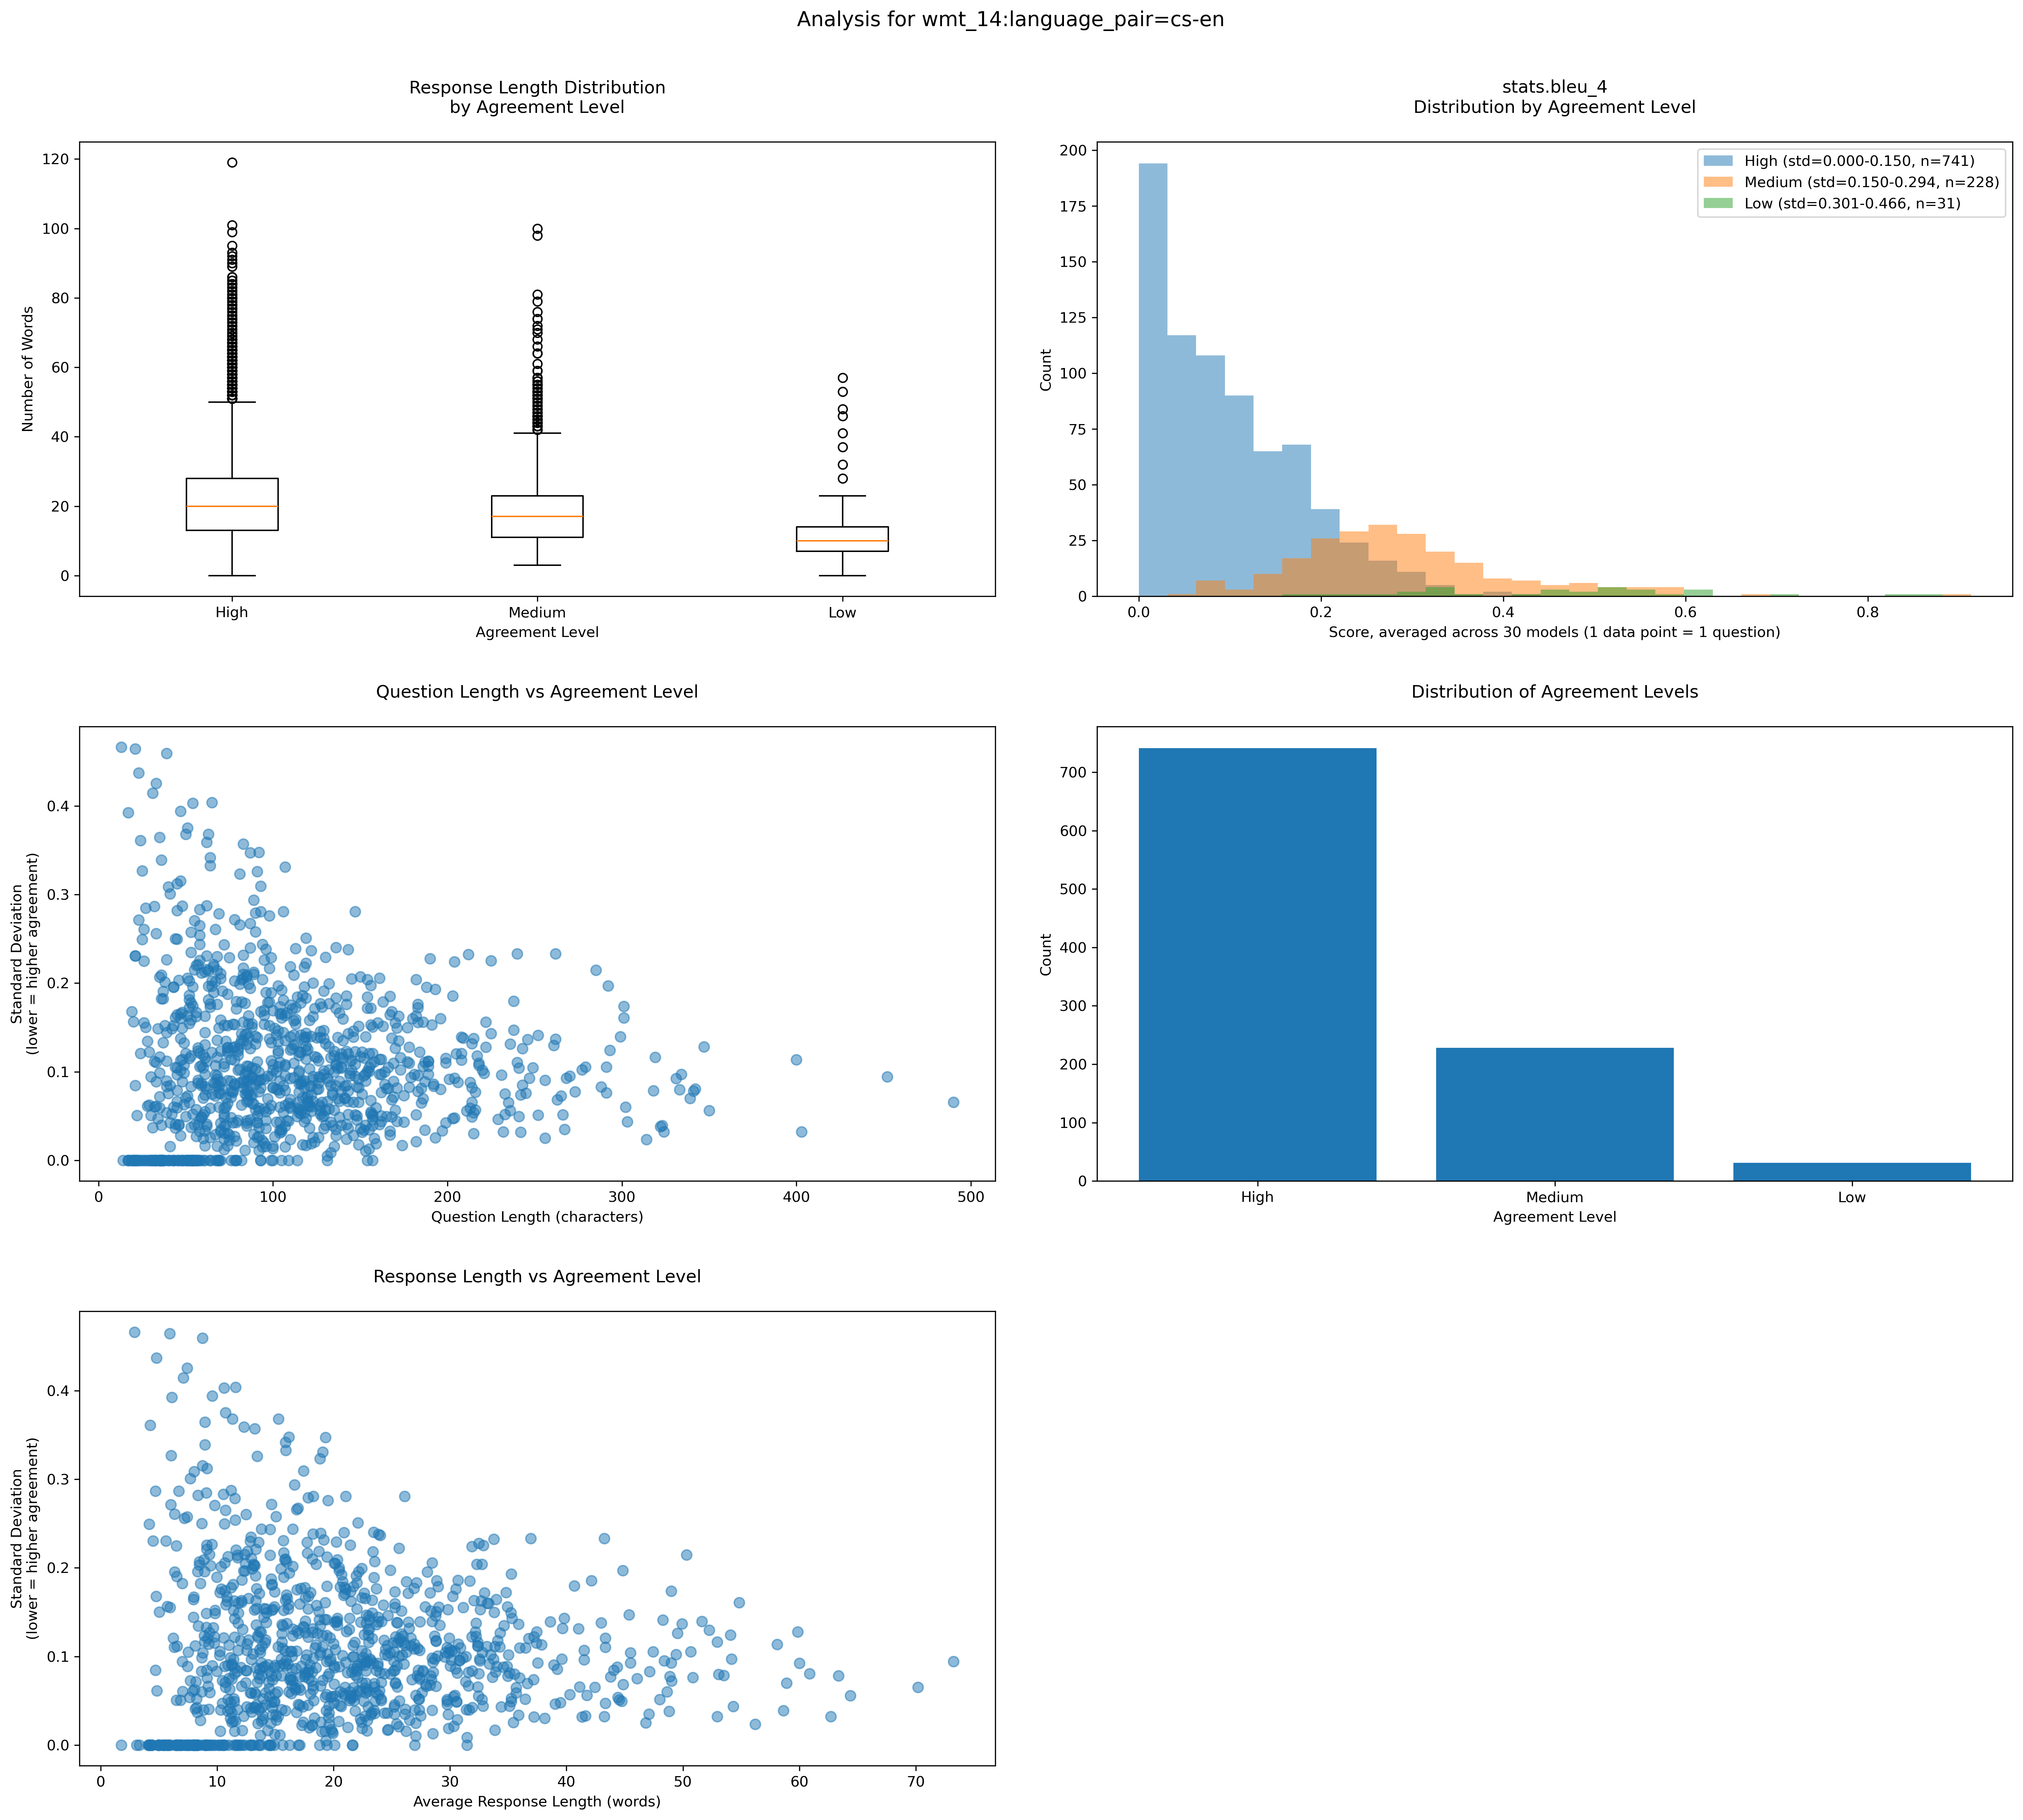 Analysis for wmt_14:language_pair=cs-en
Response Length Distribution
by Agreement Level
Number of Words
120
100
80
60
40
20
0
High
Medium
Low
Agreement Level
stats.bleu_4
Distribution by Agreement Level
Count
200
175
150
125
100
75
50
25
0
High (std=0.000-0.150, n=741)
Medium (std=0.150-0.294, n=228)
Low (std=0.301-0.466, n=31)
0.0
0.2
0.4
0.6
0.8
Score, averaged across 30 models (1 data point = 1 question)
Question Length vs Agreement Level
Standard Deviation
(lower = higher agreement)
0.4
0.3
0.2
0.1
0.0
0
100
200
300
400
500
Question Length (characters)
Distribution of Agreement Levels
Count
700
600
500
400
300
200
100
0
High
Medium
Low
Agreement Level
Response Length vs Agreement Level
Standard Deviation
(lower = higher agreement)
0.4
0.3
0.2
0.1
0.0
0
10
20
30
40
50
60
70
Average Response Length (words)